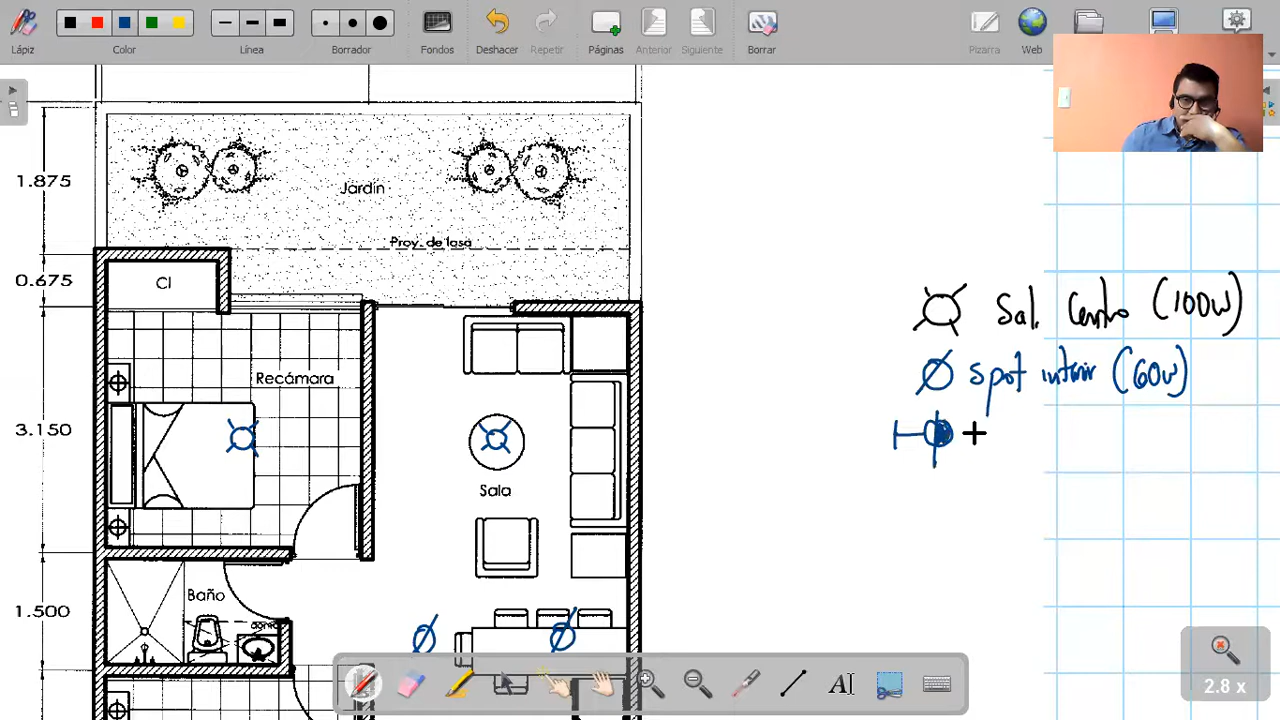 Lápiz
Color
Línea
Borrador
Fondos
Deshacer
Repetir
Páginas
Anterior
Siguiente
Borrar
Pizarra
Web
1.875
0.675
3.150
1.500
Jardín
Proy. de losa
Cl
Recámara
Sala
Baño
Sal. Centro (100w)
spot interior (60w)
2.8 x